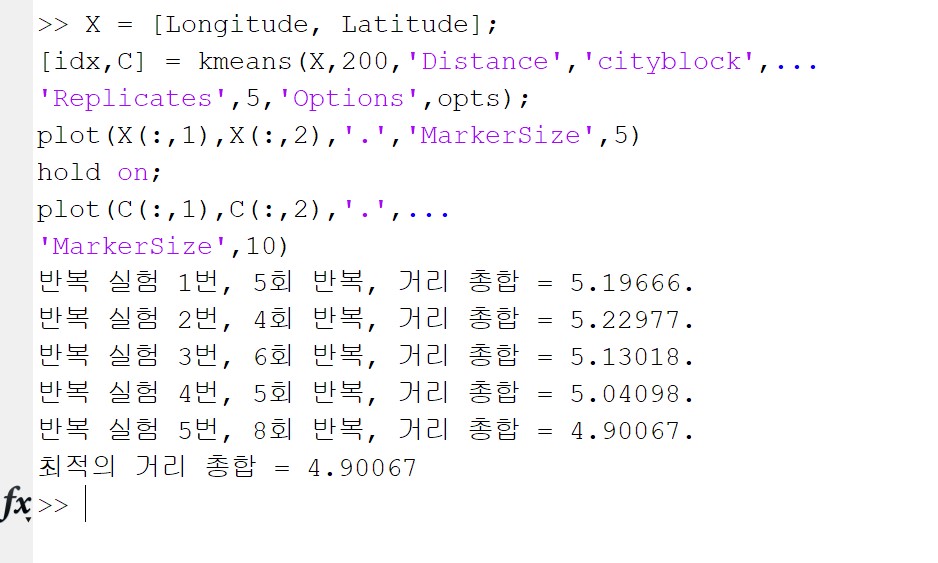 >> X = [Longitude, Latitude];
[idx,C] = kmeans(X,200,'Distance','cityblock',...
'Replicates',5,'Options',opts);
plot(X(:,1),X(:,2),'.','MarkerSize',5)
hold on;
plot(C(:,1),C(:,2),'.',...
'MarkerSize',10)
반복 실험 1번, 5회 반복, 거리 총합 = 5.19666.
반복 실험 2번, 4회 반복, 거리 총합 = 5.22977.
반복 실험 3번, 6회 반복, 거리 총합 = 5.13018.
반복 실험 4번, 5회 반복, 거리 총합 = 5.04098.
반복 실험 5번, 8회 반복, 거리 총합 = 4.90067.
최적의 거리 총합 = 4.90067
fx >>